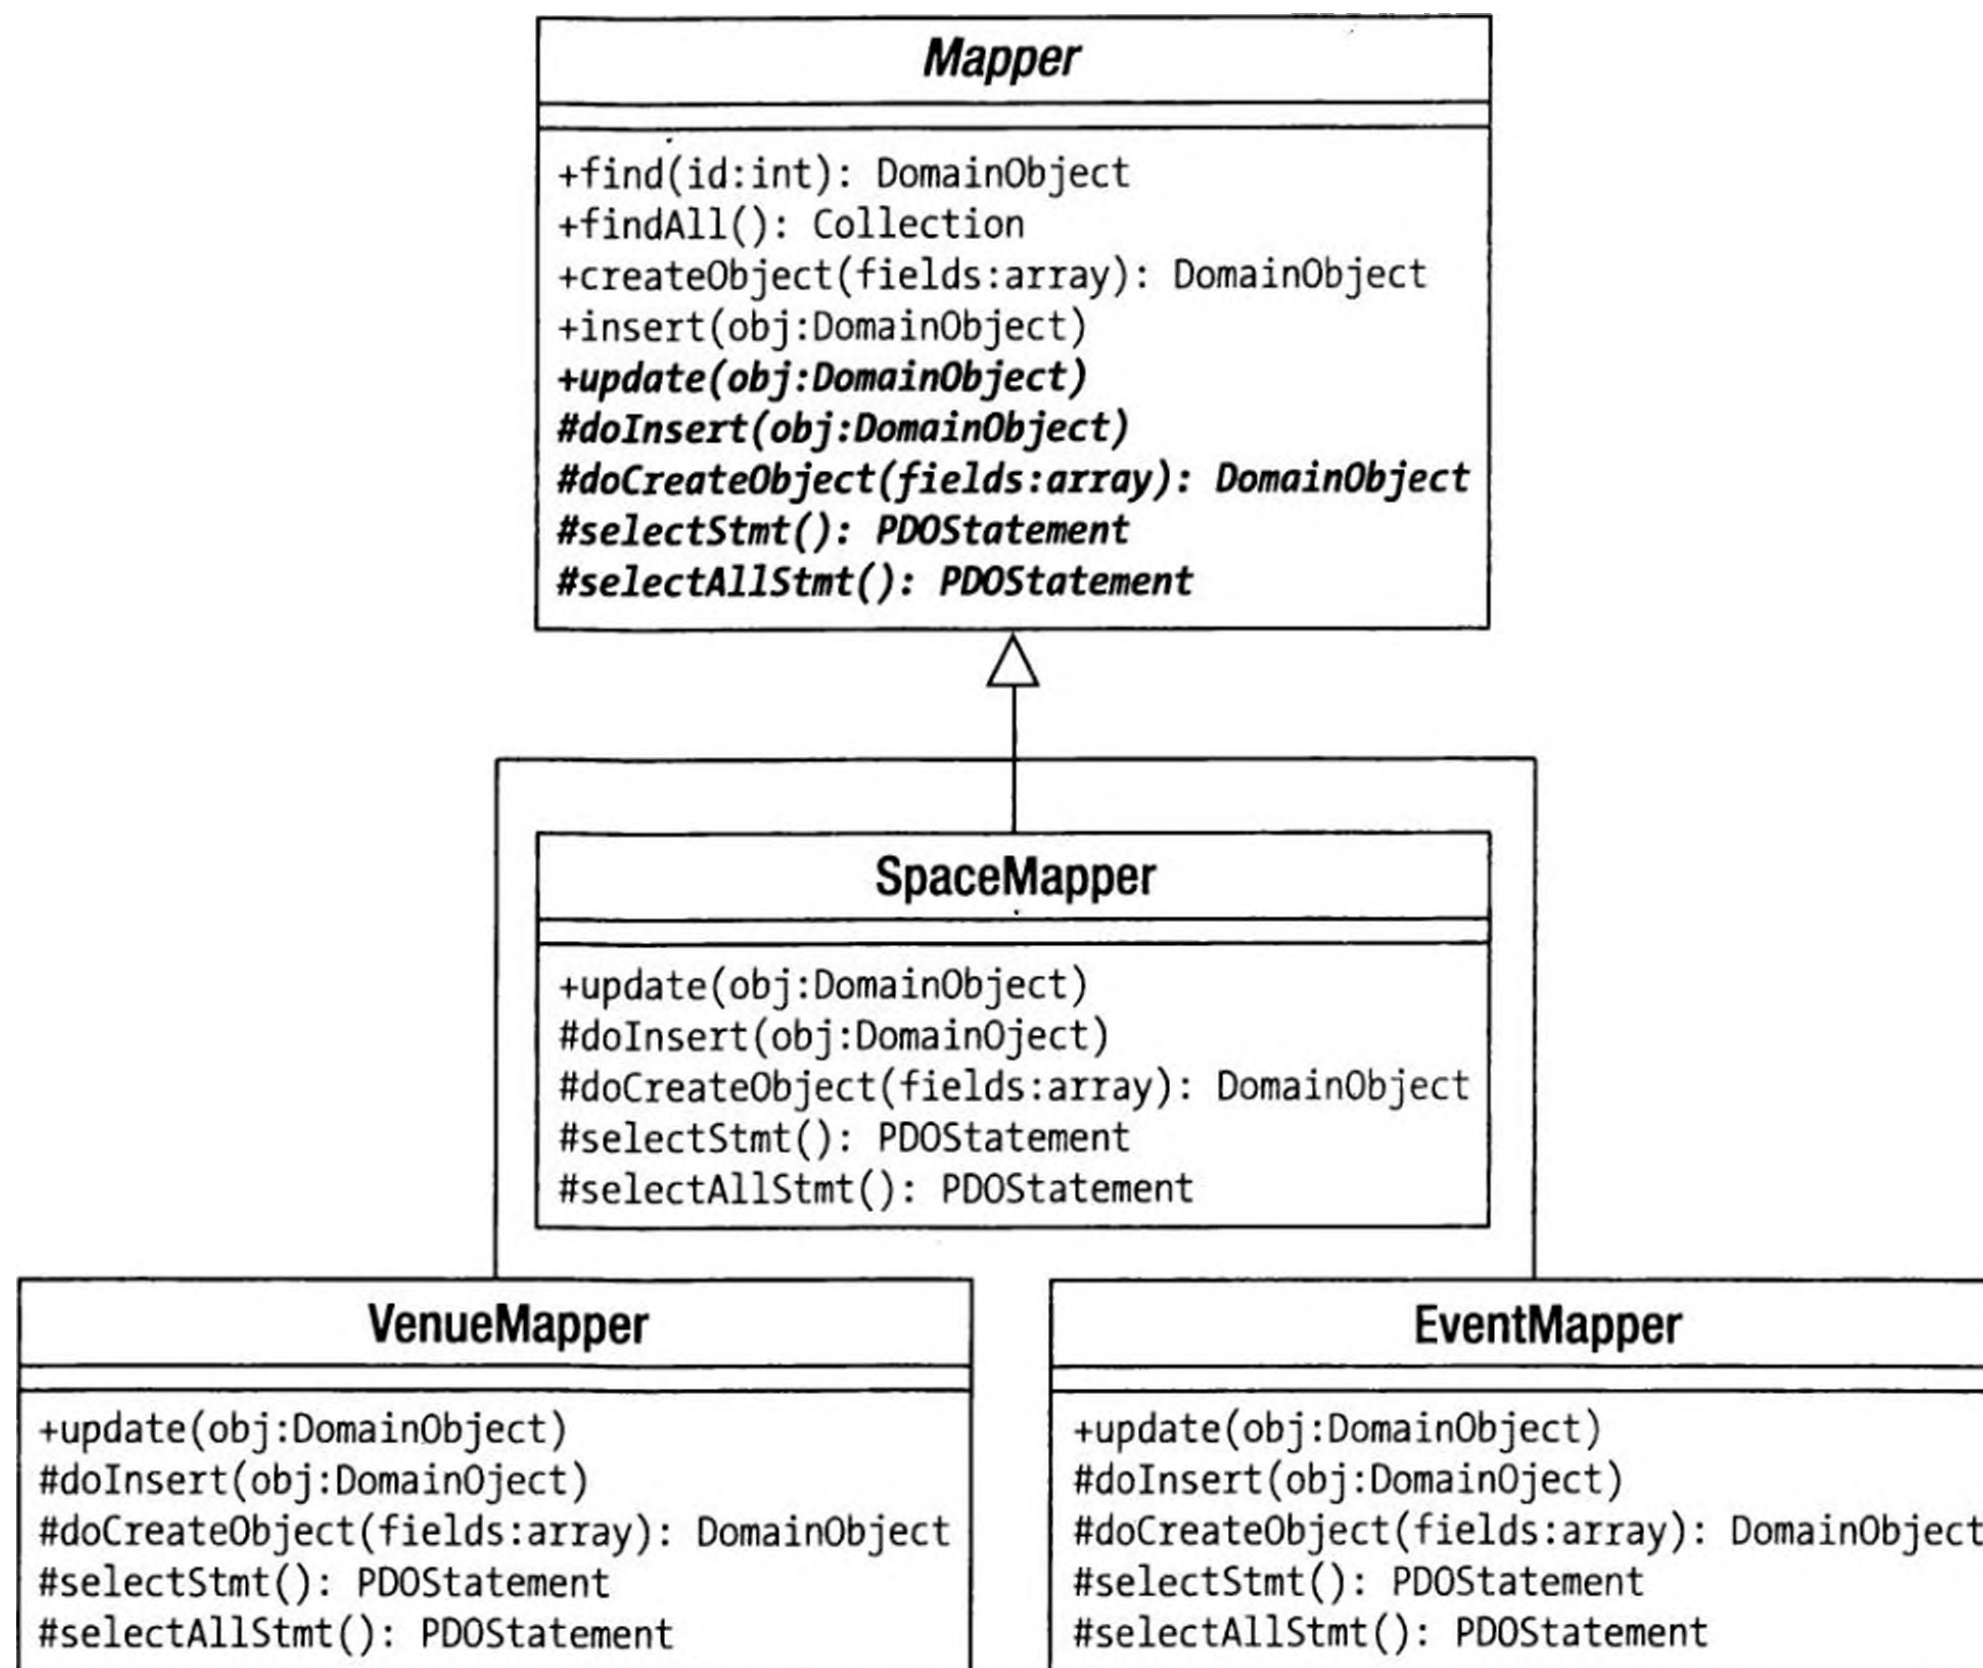 Mapper
+find(id:int): DomainObject
+findAll(): Collection
+createObject(fields:array): DomainObject
+insert(obj:DomainObject)
+update(obj:DomainObject)
#doInsert(obj:DomainObject)
#doCreateObject(fields:array): DomainObject
#selectStmt(): PDOStatement
#selectAllStmt(): PDOStatement
SpaceMapper
+update(obj:DomainObject)
#doInsert(obj:DomainOject)
#doCreateObject(fields:array): DomainObject
#selectStmt(): PDOStatement
#selectAllStmt(): PDOStatement
VenueMapper
+update(obj:DomainObject)
#doInsert(obj:DomainOject)
#doCreateObject(fields:array): DomainObject
#selectStmt(): PDOStatement
#selectAllStmt(): PDOStatement
EventMapper
+update(obj:DomainObject)
#doInsert(obj:DomainOject)
#doCreateObject(fields:array): DomainObject
#selectStmt(): PDOStatement
#selectAllStmt(): PDOStatement